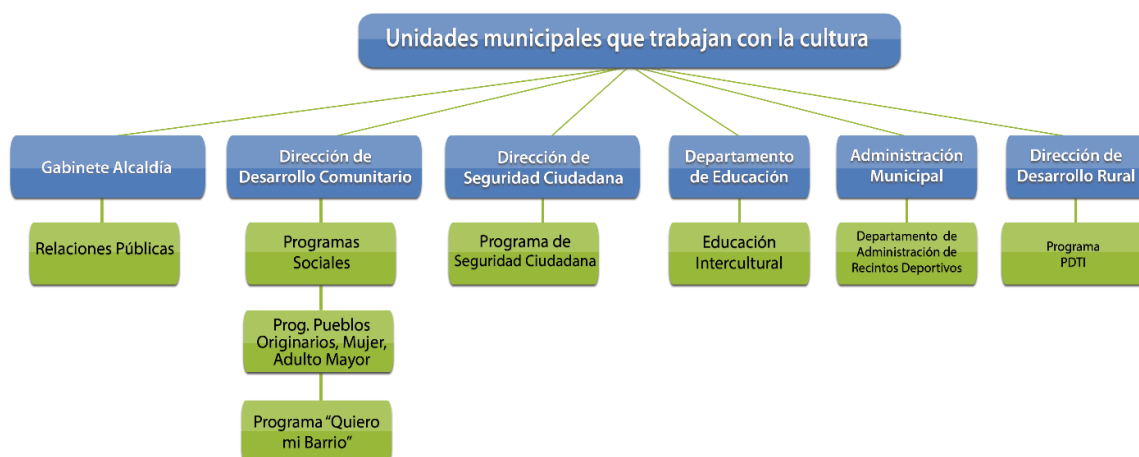 Unidades municipales que trabajan con la cultura
Gabinete Alcaldía
Dirección de
Desarrollo Comunitario
Dirección de
Seguridad Ciudadana
Departamento
de Educación
Administración
Municipal
Dirección de
Desarrollo Rural
Relaciones Públicas
Programas
Sociales
Programa de
Seguridad Ciudadana
Educación
Intercultural
Departamento de
Administración de
Recintos Deportivos
Programa
PDTI
Prog. Pueblos
Originarios, Mujer,
Adulto Mayor
Programa “Quiero
mi Barrio”